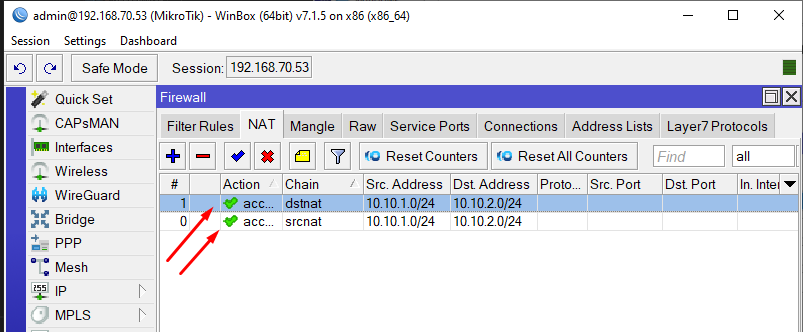 admin@192.168.70.53 (MikroTik) - WinBox (64bit) v7.1.5 on x86 (x86_64)
Session Settings Dashboard
Safe Mode Session: 192.168.70.53
Quick Set
CAPsMAN
Interfaces
Wireless
WireGuard
Bridge
PPP
Mesh
255
IP
MPLS
Firewall
Filter Rules NAT Mangle Raw Service Ports Connections Address Lists Layer7 Protocols
Reset Counters Reset All Counters Find all
# Action Chain Src. Address Dst. Address Proto... Src. Port Dst. Port In. Inter
1 acc... dstnat 10.10.1.0/24 10.10.2.0/24
0 acc... srcnat 10.10.1.0/24 10.10.2.0/24